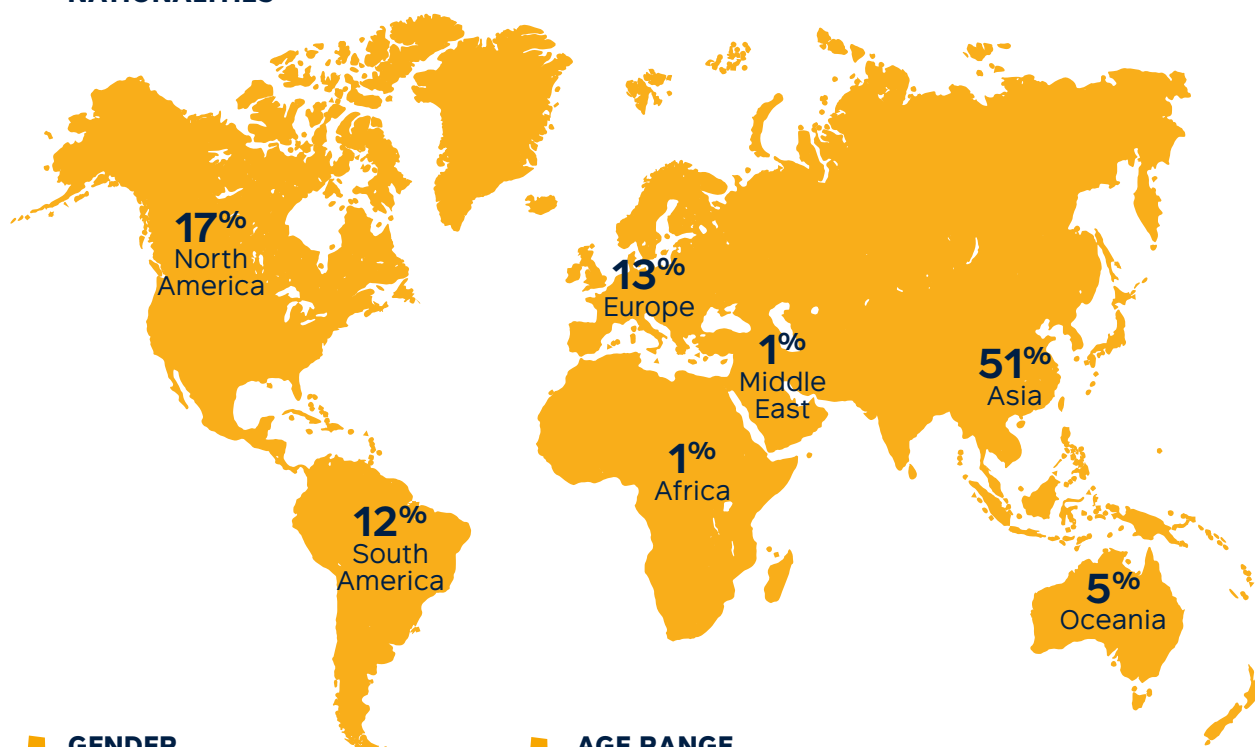 NATIONALITIES
17%
North
America
13%
Europe
1%
Middle
East
51%
Asia
1%
Africa
12%
South
America
5%
Oceania
GENDER
AGE RANGE